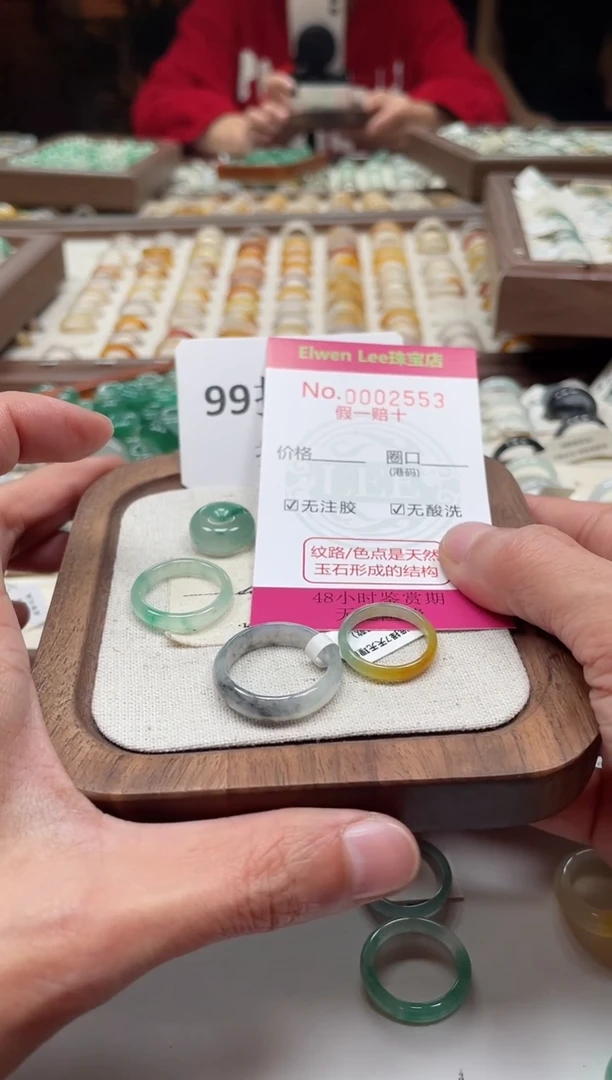 99
Elwen Lee珠宝店
No.0002553
假一赔十
价格 圈口
(港码)
☑无注胶 ☑无酸洗
纹路/色点是天然
玉石形成的结构
48小时鉴赏期